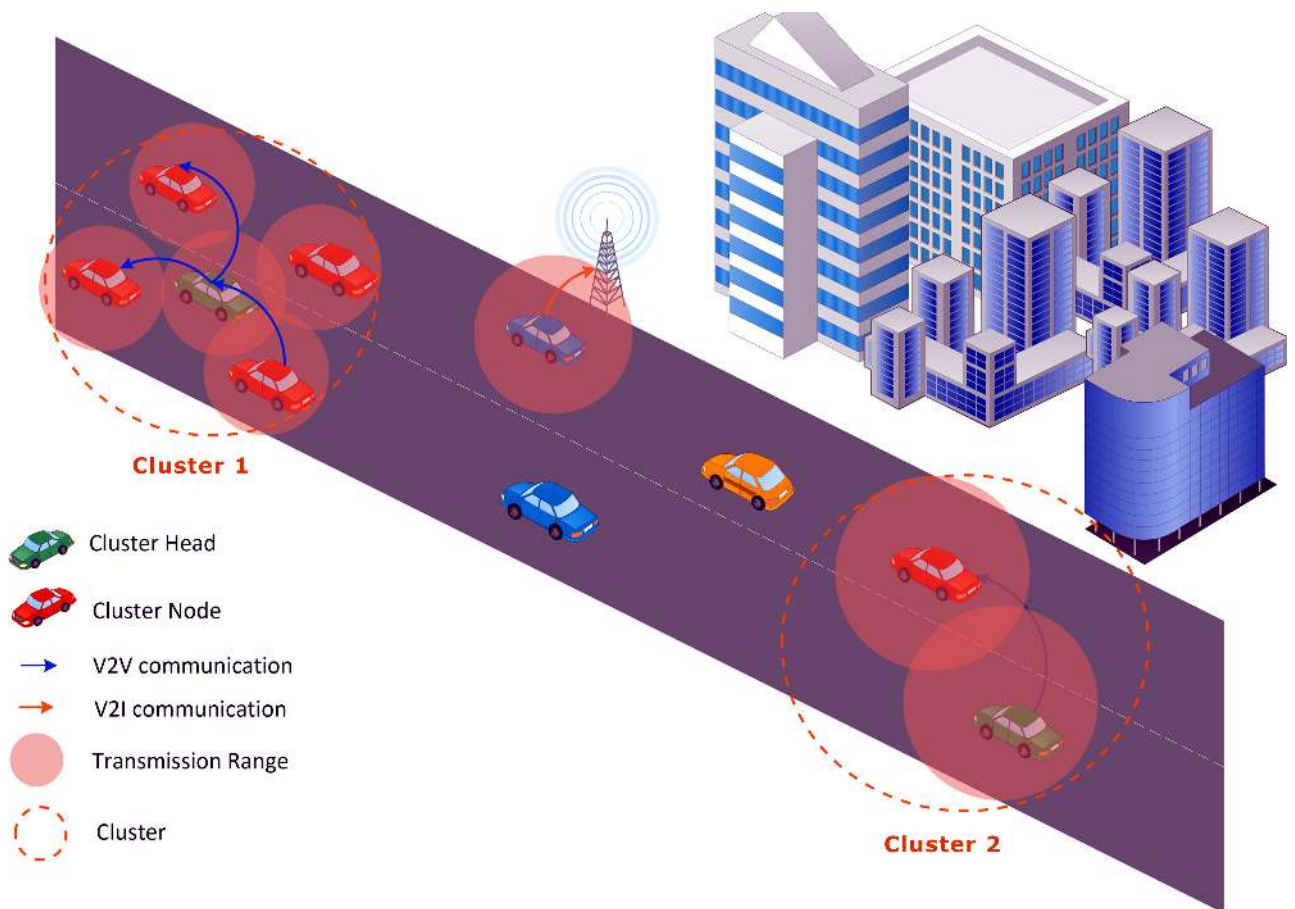 Cluster 1
Cluster Head
Cluster Node
V2V communication
V2I communication
Transmission Range
Cluster
Cluster 2